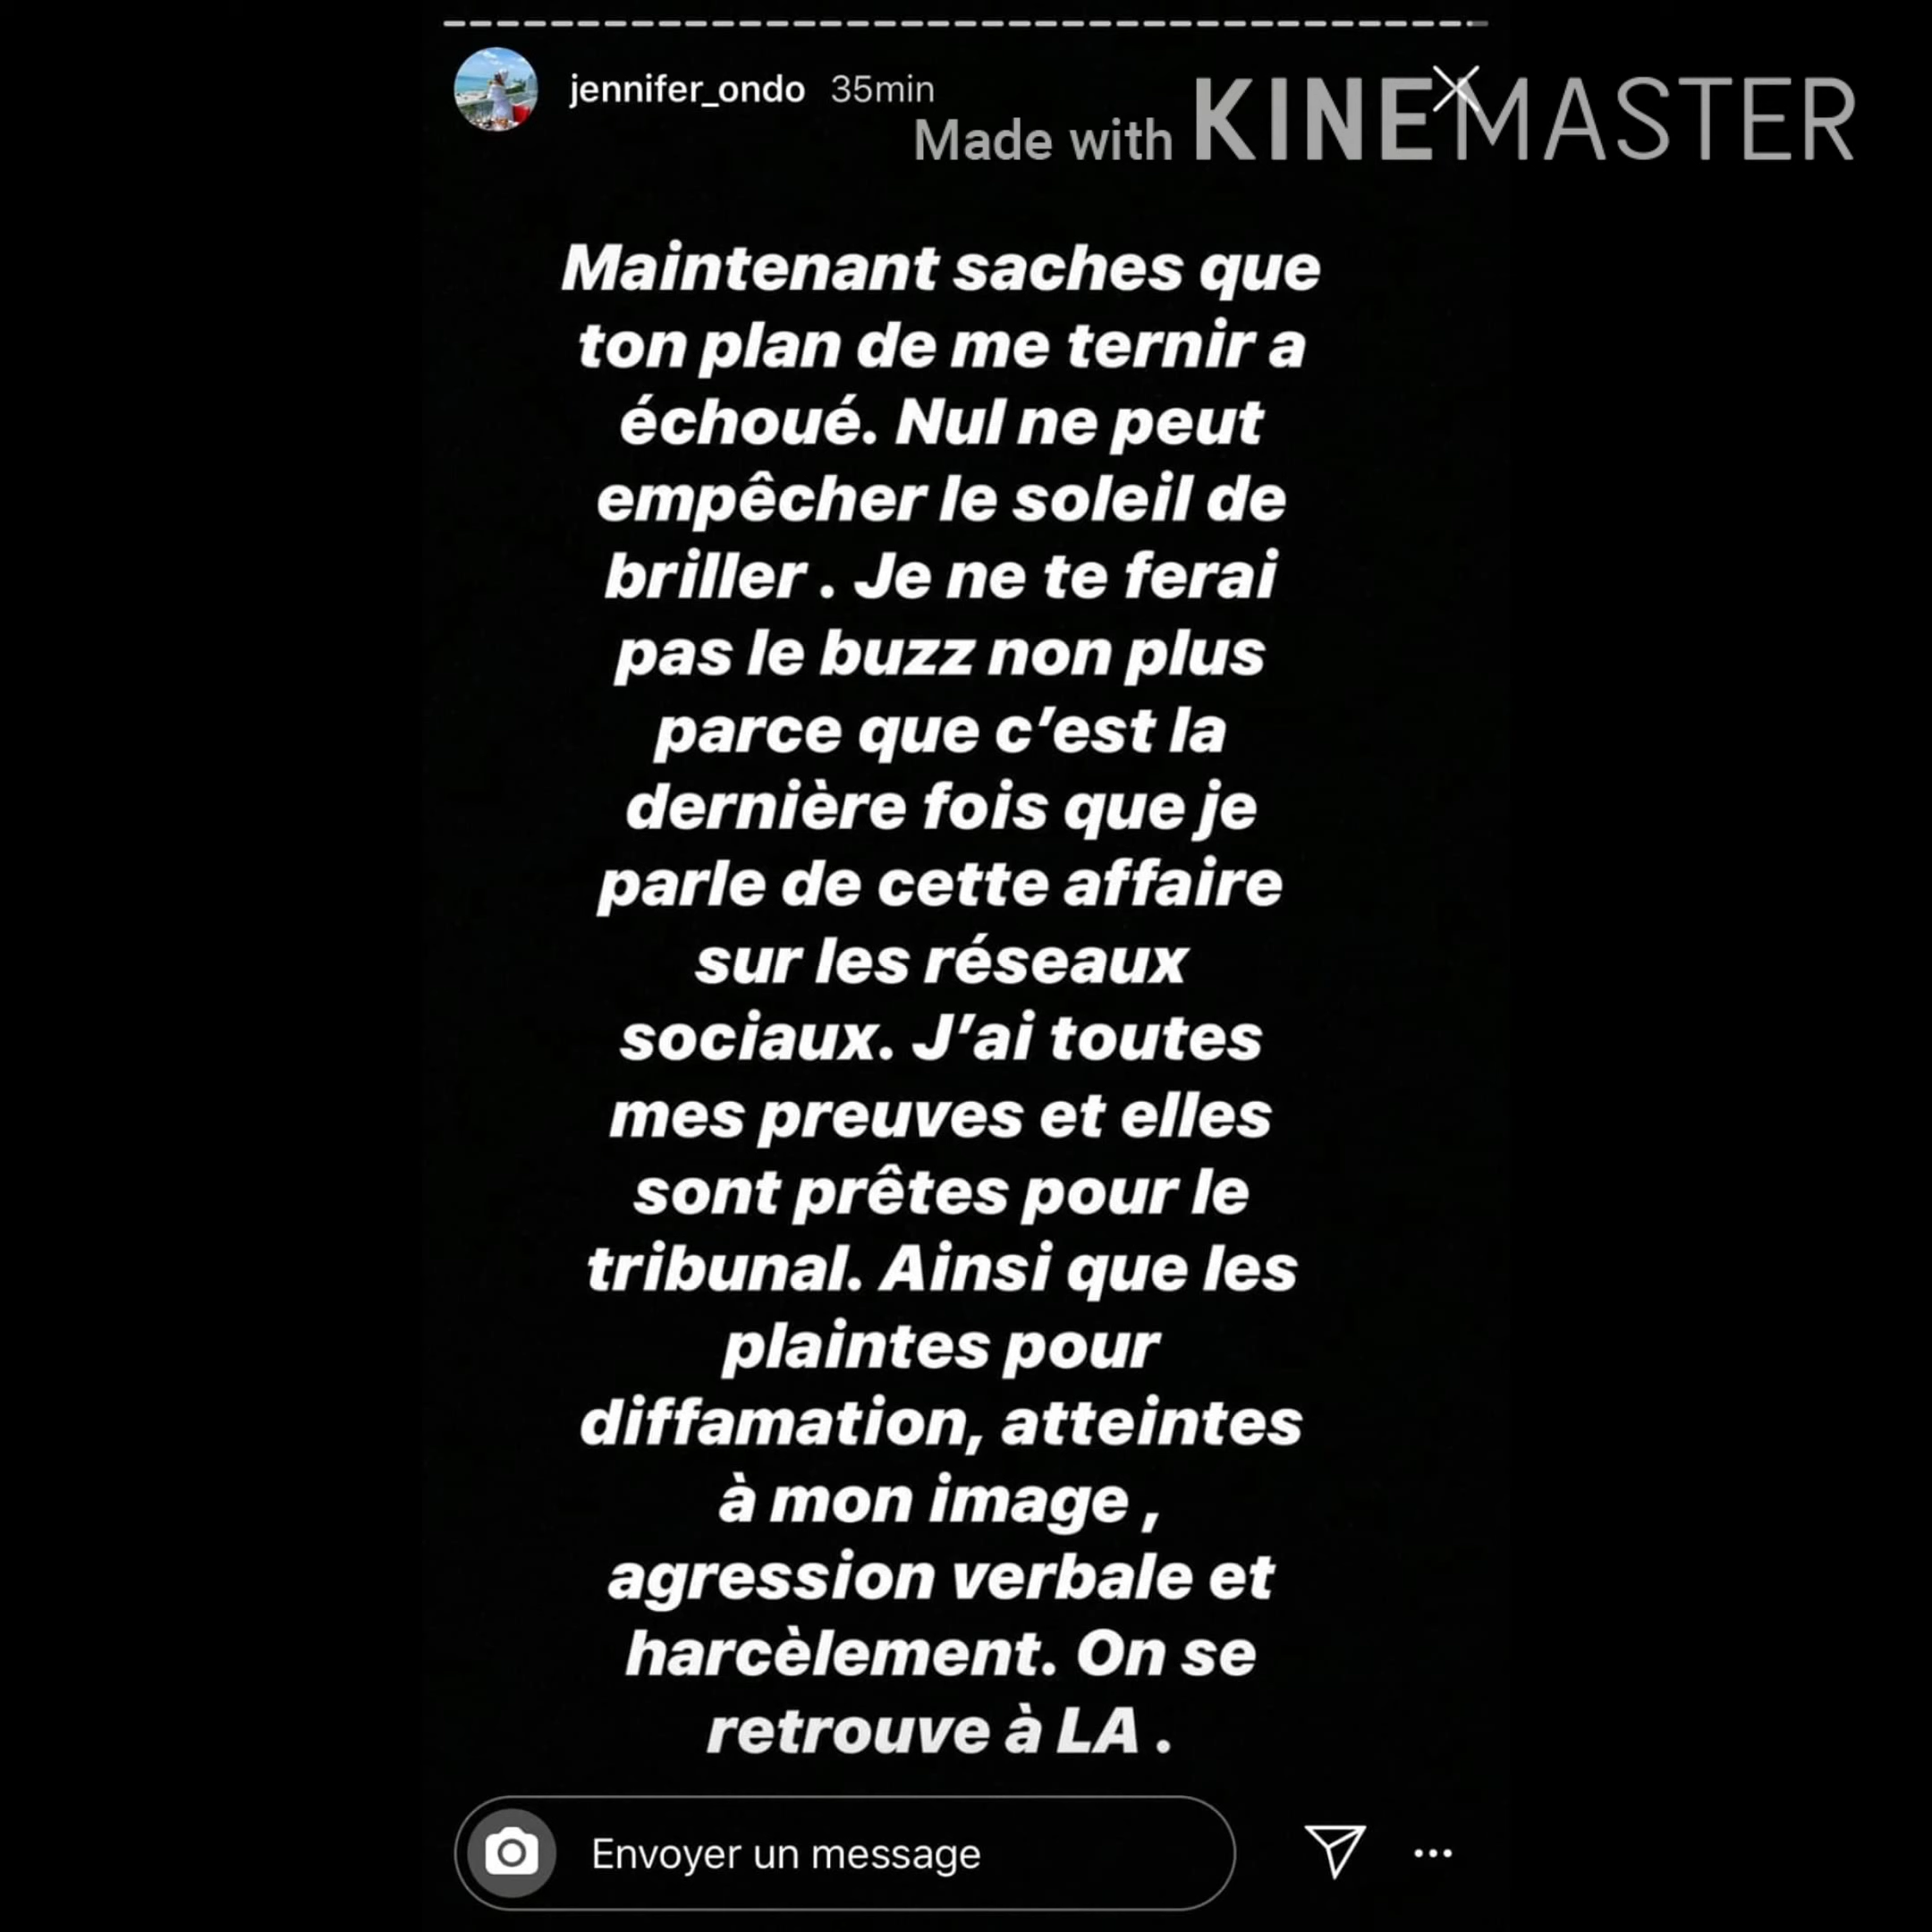 jennifer_ondo 35min
Made with KINEMASTER
Maintenant saches que
ton plan de me ternir a
échoué. Nul ne peut
empêcher le soleil de
briller . Je ne te ferai
pas le buzz non plus
parce que c’est la
dernière fois que je
parle de cette affaire
sur les réseaux
sociaux. J’ai toutes
mes preuves et elles
sont prêtes pour le
tribunal. Ainsi que les
plaintes pour
diffamation, atteintes
à mon image ,
agression verbale et
harcèlement. On se
retrouve à LA .
Envoyer un message